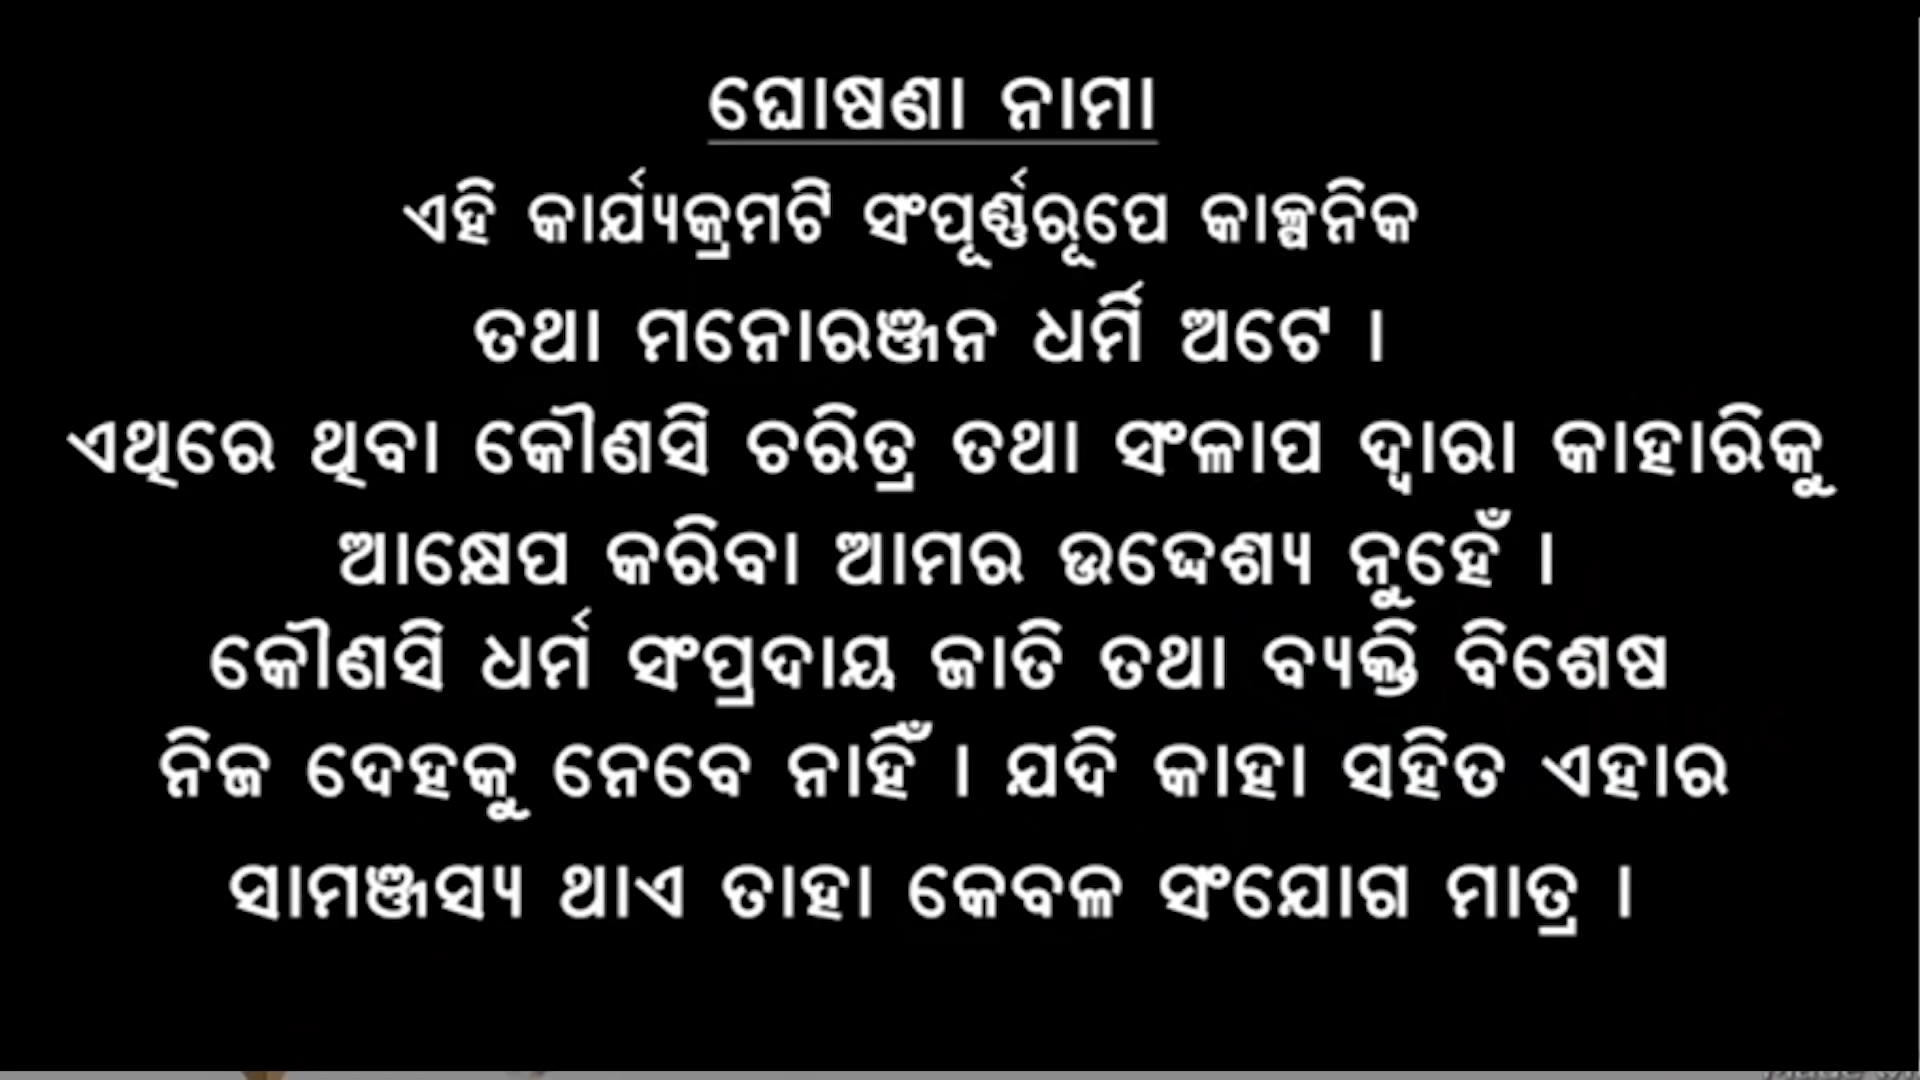 ଘୋଷଣା ନାମା
ଏହି କାର୍ଯ୍ୟକ୍ରମଟି ସଂପୂର୍ଣ୍ଣରୂପେ କାଳ୍ପନିକ
ତଥା ମନୋରଞ୍ଜନ ଧର୍ମି ଅଟେ ।
ଏଥିରେ ଥିବା କୌଣସି ଚରିତ୍ର ତଥା ସଂଳାପ ଦ୍ୱାରା କାହାରିକୁ
ଆକ୍ଷେପ କରିବା ଆମର ଉଦ୍ଦେଶ୍ୟ ନୁହେଁ ।
କୌଣସି ଧର୍ମ ସଂପ୍ରଦାୟ ଜାତି ତଥା ବ୍ୟକ୍ତି ବିଶେଷ
ନିଜ ଦେହକୁ ନେବେ ନାହିଁ । ଯଦି କାହା ସହିତ ଏହାର
ସାମଞ୍ଜସ୍ୟ ଥାଏ ତାହା କେବଳ ସଂଯୋଗ ମାତ୍ର ।